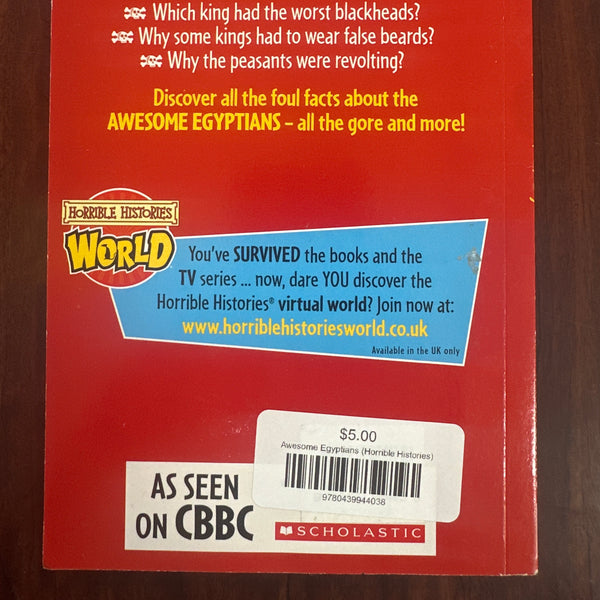 Which king had the worst blackheads?
Why some kings had to wear false beards?
Why the peasants were revolting?
Discover all the foul facts about the
AWESOME EGYPTIANS – all the gore and more!
HORRIBLE HISTORIES
WORLD
You've SURVIVED the books and the
TV series ... now, dare YOU discover the
Horrible Histories® virtual world? Join now at:
www.horriblehistoriesworld.co.uk
Available in the UK only
$5.00
Awesome Egyptians (Horrible Histories)
9780439944038
AS SEEN
ON CBBC
SCHOLASTIC